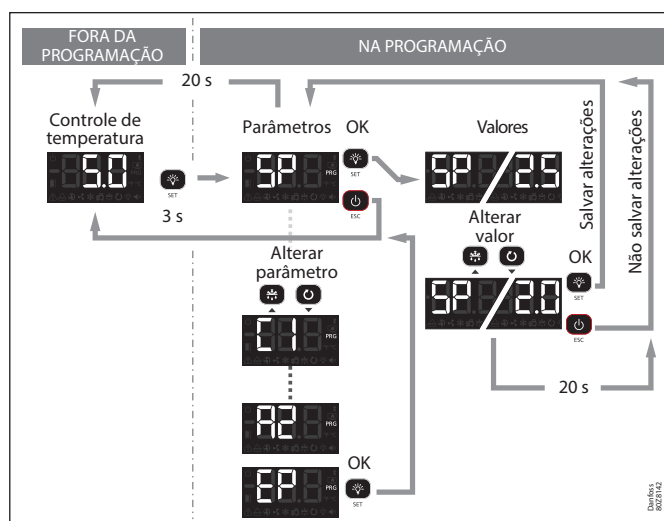 FORA DA
PROGRAMAÇÃO
NA PROGRAMAÇÃO
20 s
Controle de
temperatura
Parâmetros
OK
Valores
5.0
SET
SP
PRG
SET
ESC
SP
2.5
3 s
Alterar
parâmetro
Alterar
valor
C1
PRG
SP
2.0
OK
SET
ESC
Salvar alterações
Não salvar alterações
20 s
A2
PRG
EP
PRG
OK
SET
Danfoss
80Z8142